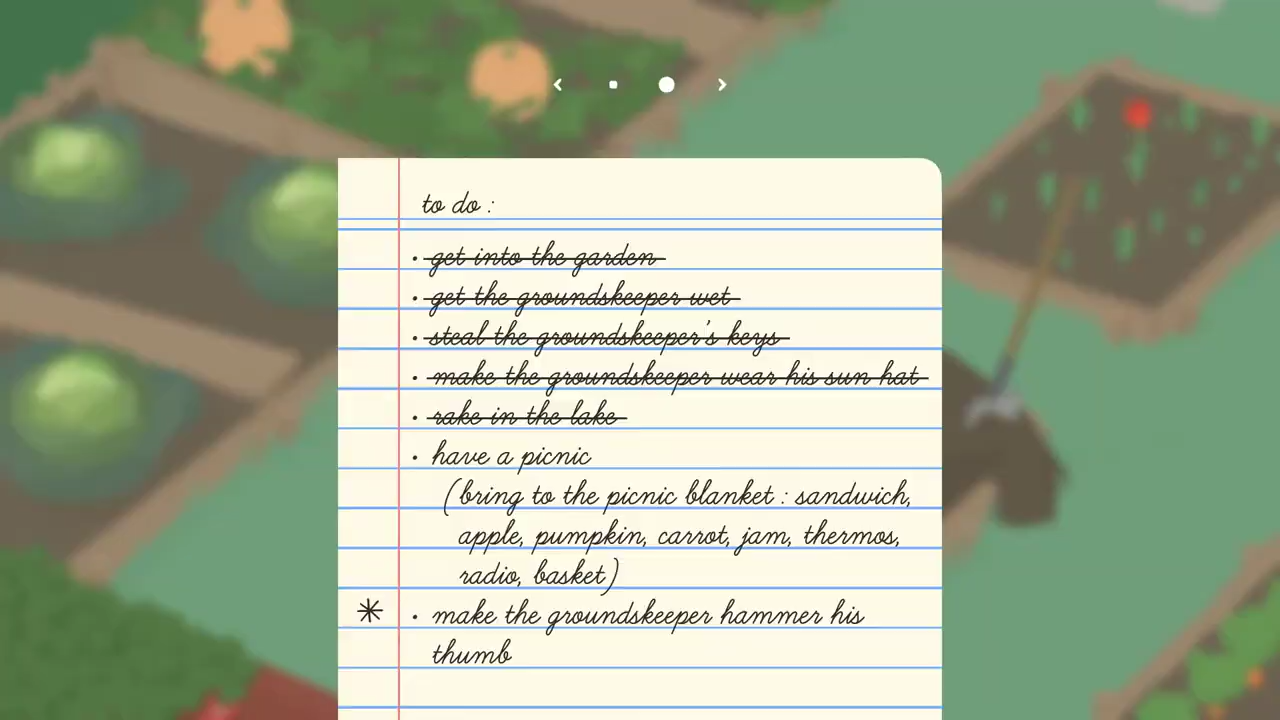 to do :
• get into the garden
• get the groundskeeper wet
• steal the groundskeeper's keys
• make the groundskeeper wear his sun hat
• rake in the lake
• have a picnic
(bring to the picnic blanket : sandwich,
apple, pumpkin, carrot, jam, thermos,
radio, basket)
• make the groundskeeper hammer his
thumb